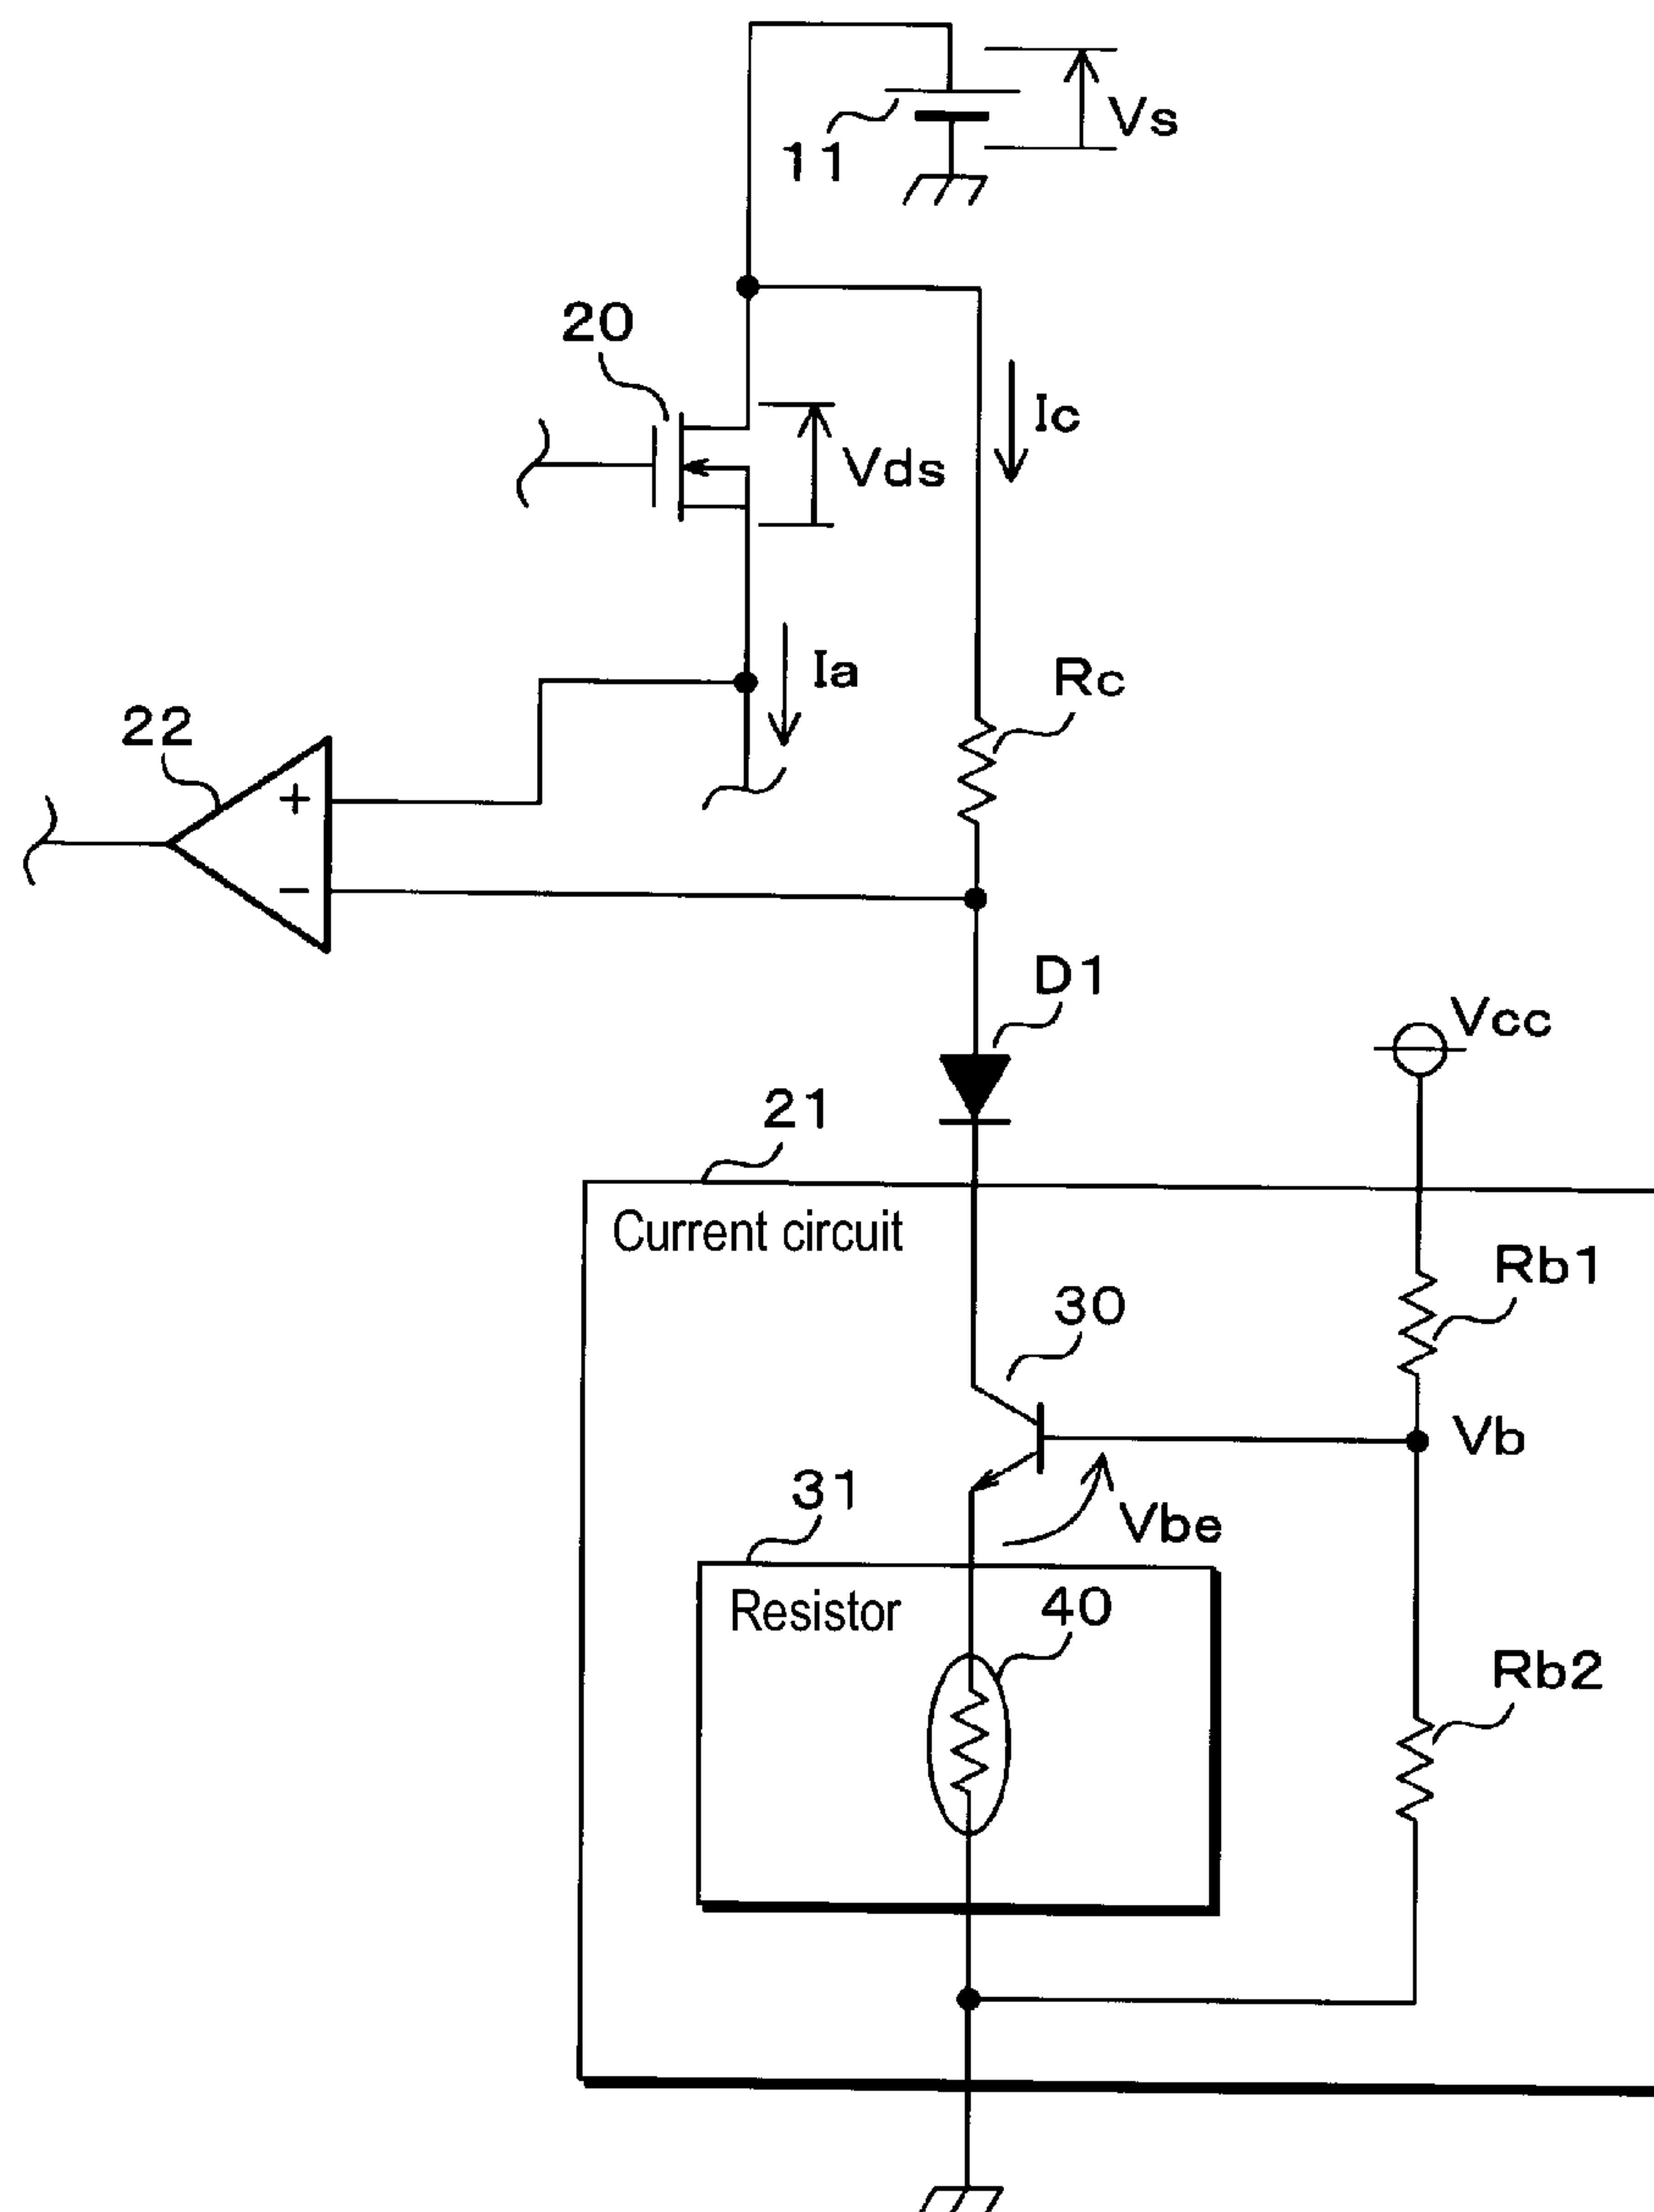 Vs
11
20
Ic
Vds
Ia
Rc
22
+
−
D1
Vcc
21
Current circuit
Rb1
30
Vb
31
Vbe
Resistor
40
Rb2